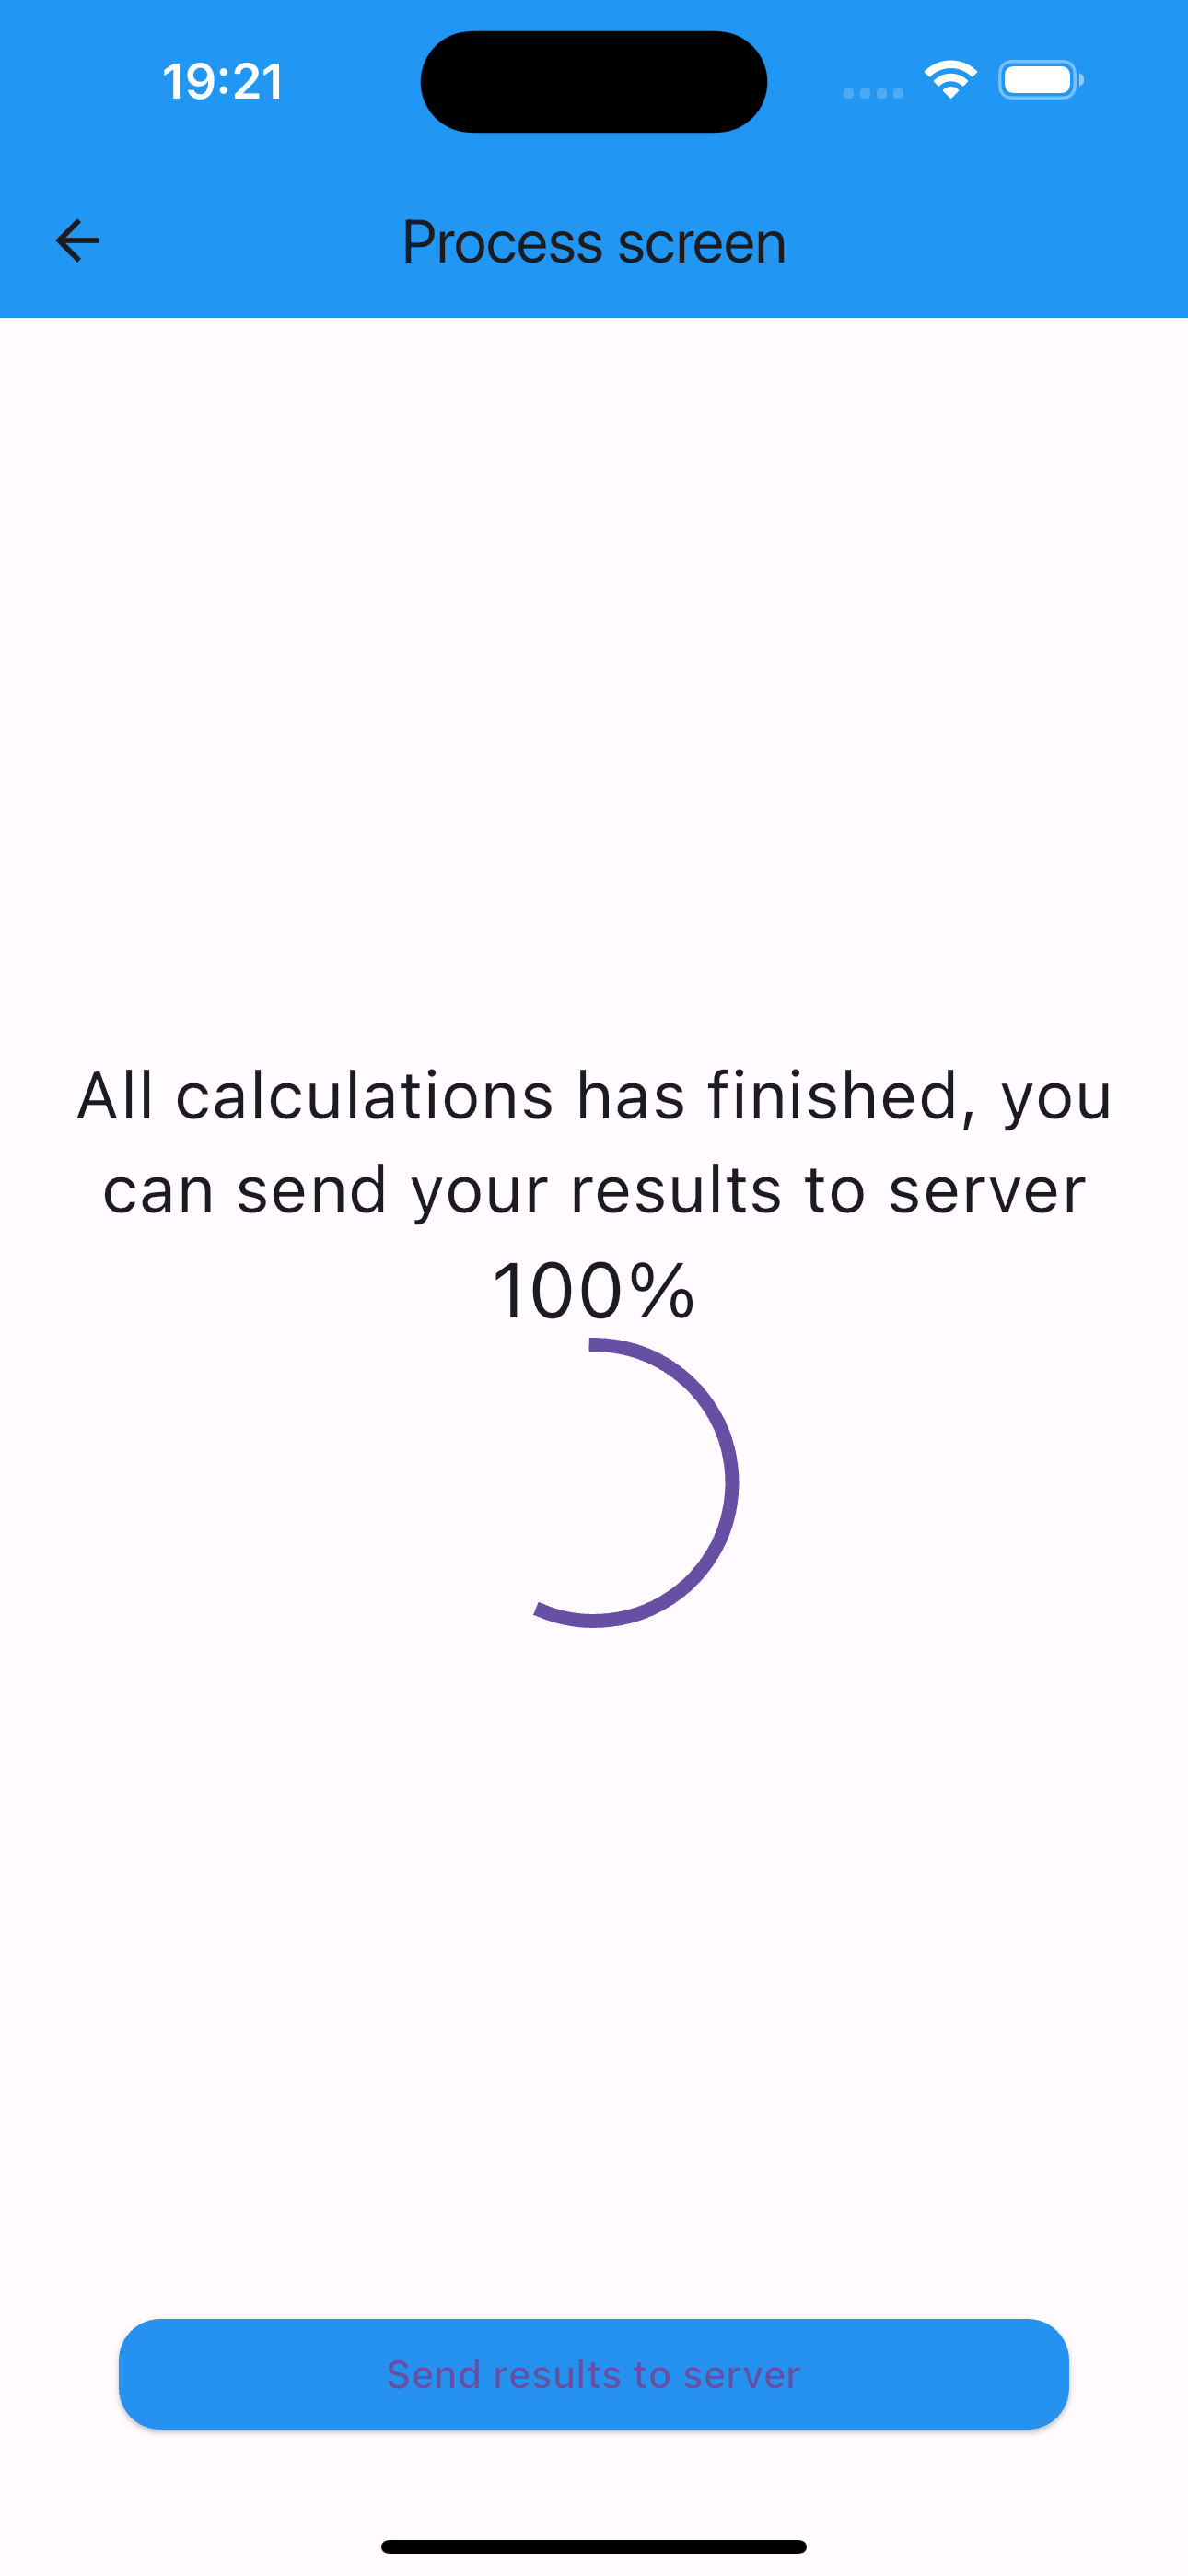 19:21
Process screen
All calculations has finished, you
can send your results to server
100%
Send results to server